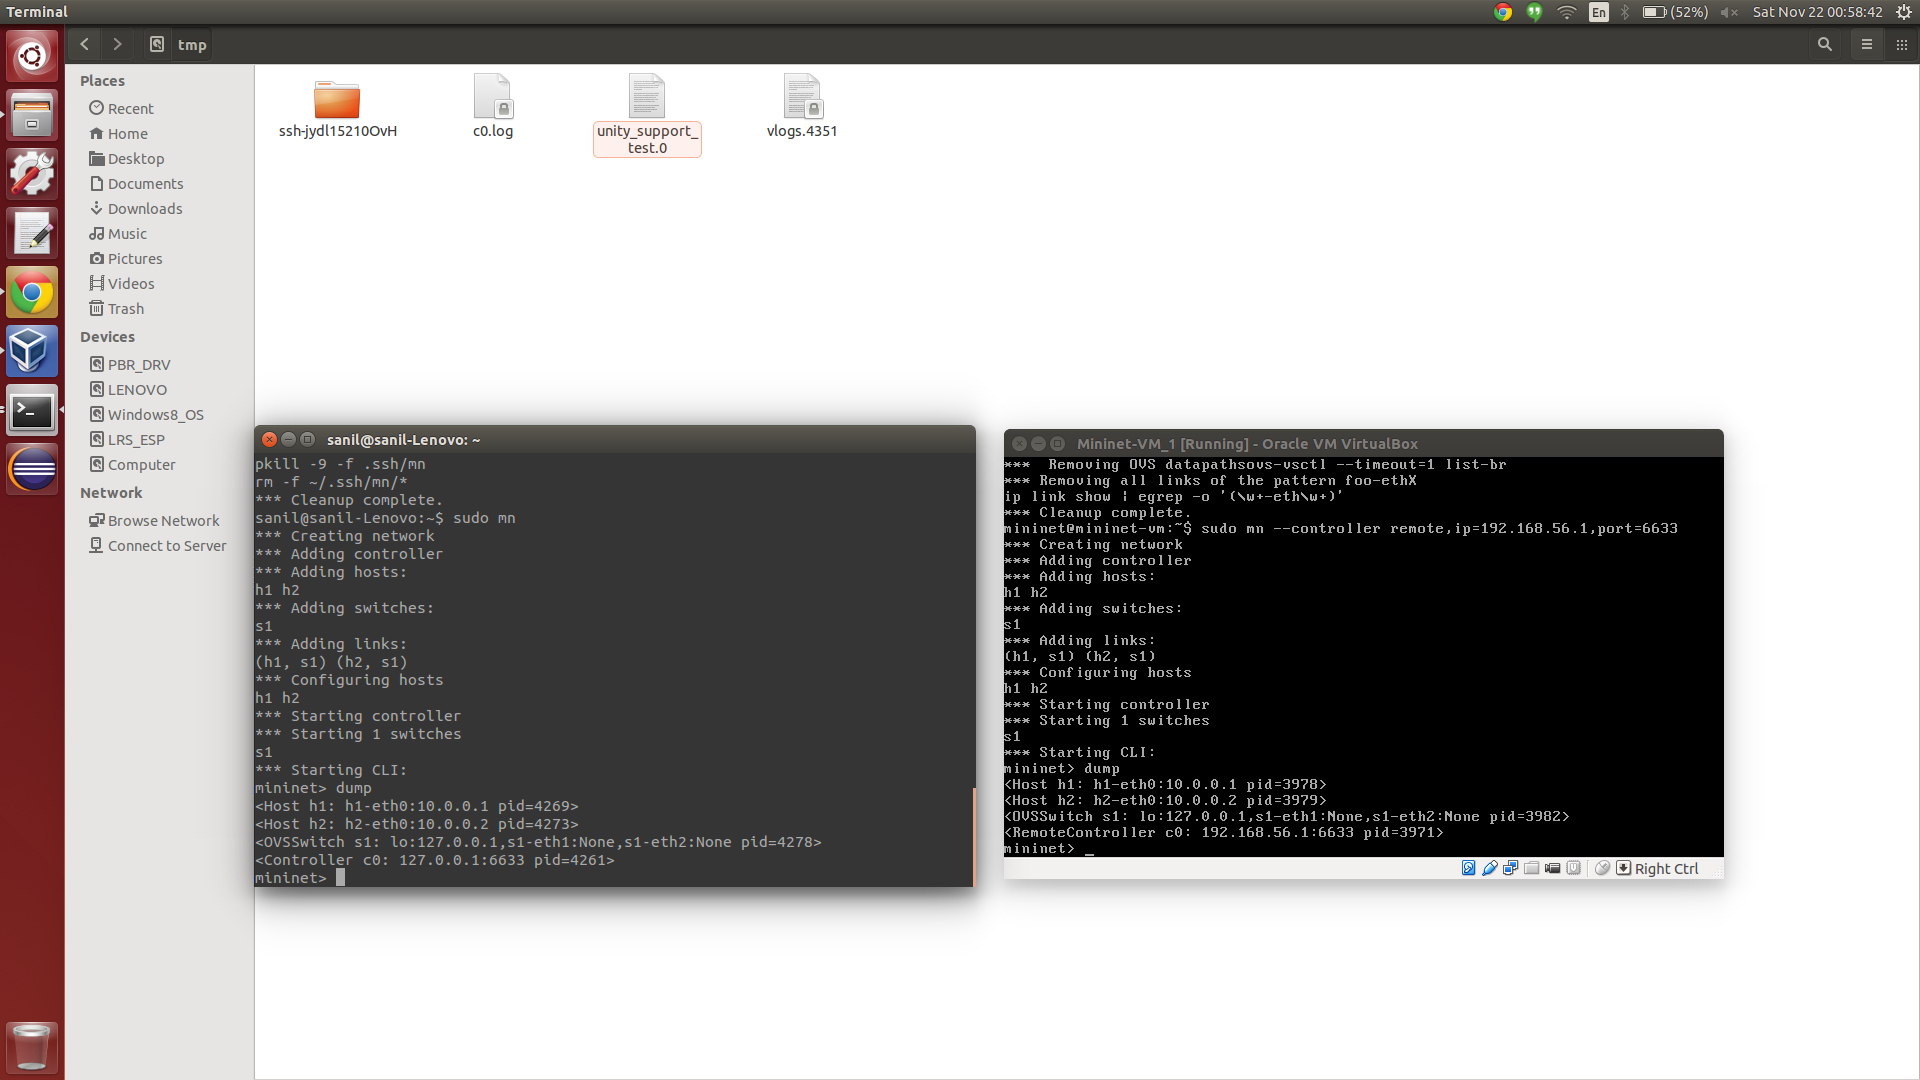 Terminal
En
(52%)
Sat Nov 22 00:58:42
tmp
Places
Recent
Home
Desktop
Documents
Downloads
Music
Pictures
Videos
Trash
Devices
PBR_DRV
LENOVO
Windows8_OS
LRS_ESP
Computer
Network
Browse Network
Connect to Server
ssh-jydl15210OvH
c0.log
unity_support_
test.0
vlogs.4351
sanil@sanil-Lenovo: ~
pkill -9 -f .ssh/mn
rm -f ~/.ssh/mn/*
*** Cleanup complete.
sanil@sanil-Lenovo:~$ sudo mn
*** Creating network
*** Adding controller
*** Adding hosts:
h1 h2
*** Adding switches:
s1
*** Adding links:
(h1, s1) (h2, s1)
*** Configuring hosts
h1 h2
*** Starting controller
*** Starting 1 switches
s1
*** Starting CLI:
mininet> dump
<Host h1: h1-eth0:10.0.0.1 pid=4269>
<Host h2: h2-eth0:10.0.0.2 pid=4273>
<OVSSwitch s1: lo:127.0.0.1,s1-eth1:None,s1-eth2:None pid=4278>
<Controller c0: 127.0.0.1:6633 pid=4261>
mininet>
Mininet-VM_1 [Running] - Oracle VM VirtualBox
***  Removing OVS datapathsovs-vsctl --timeout=1 list-br
*** Removing all links of the pattern foo-ethX
ip link show | egrep -o '(\w+-eth\w+)'
*** Cleanup complete.
mininet@mininet-vm:~$ sudo mn --controller remote,ip=192.168.56.1,port=6633
*** Creating network
*** Adding controller
*** Adding hosts:
h1 h2
*** Adding switches:
s1
*** Adding links:
(h1, s1) (h2, s1)
*** Configuring hosts
h1 h2
*** Starting controller
*** Starting 1 switches
s1
*** Starting CLI:
mininet> dump
<Host h1: h1-eth0:10.0.0.1 pid=3978>
<Host h2: h2-eth0:10.0.0.2 pid=3979>
<OVSSwitch s1: lo:127.0.0.1,s1-eth1:None,s1-eth2:None pid=3982>
<RemoteController c0: 192.168.56.1:6633 pid=3971>
mininet> _
Right Ctrl